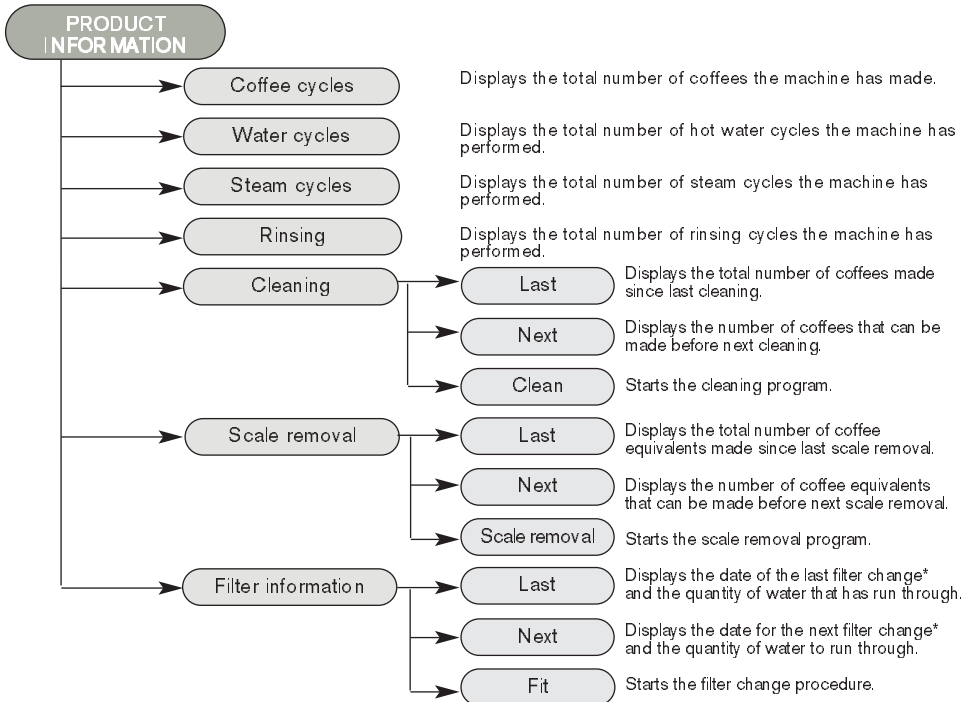 PRODUCT
INFORMATION
Coffee cycles
Displays the total number of coffees the machine has made.
Water cycles
Displays the total number of hot water cycles the machine has
performed.
Steam cycles
Displays the total number of steam cycles the machine has
performed.
Rinsing
Displays the total number of rinsing cycles the machine has
performed.
Cleaning
Last
Displays the total number of coffees made
since last cleaning.
Next
Displays the number of coffees that can be
made before next cleaning.
Clean
Starts the cleaning program.
Scale removal
Last
Displays the total number of coffee
equivalents made since last scale removal.
Next
Displays the number of coffee equivalents
that can be made before next scale removal.
Scale removal
Starts the scale removal program.
Filter information
Last
Displays the date of the last filter change*
and the quantity of water that has run through.
Next
Displays the date for the next filter change*
and the quantity of water to run through.
Fit
Starts the filter change procedure.